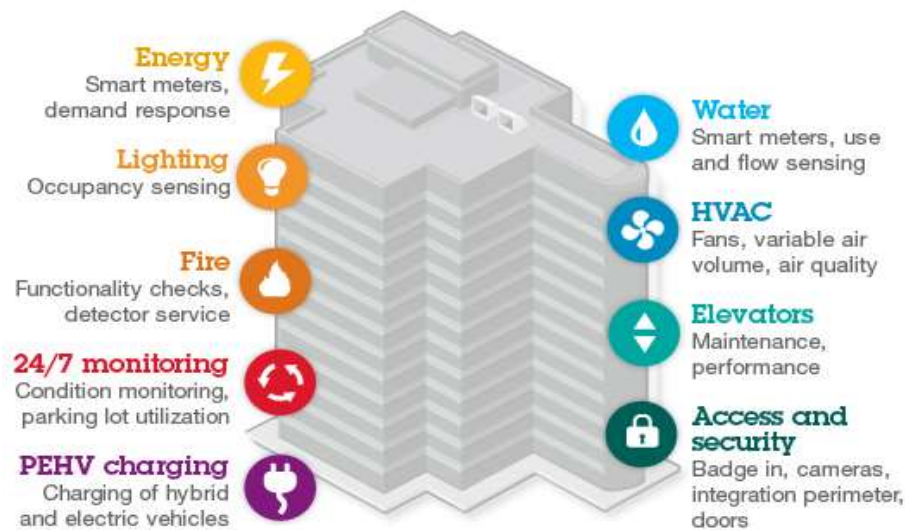 Energy
Smart meters,
demand response
Lighting
Occupancy sensing
Fire
Functionality checks,
detector service
24/7 monitoring
Condition monitoring,
parking lot utilization
PEHV charging
Charging of hybrid
and electric vehicles
Water
Smart meters, use
and flow sensing
HVAC
Fans, variable air
volume, air quality
Elevators
Maintenance,
performance
Access and
security
Badge in, cameras,
integration perimeter,
doors